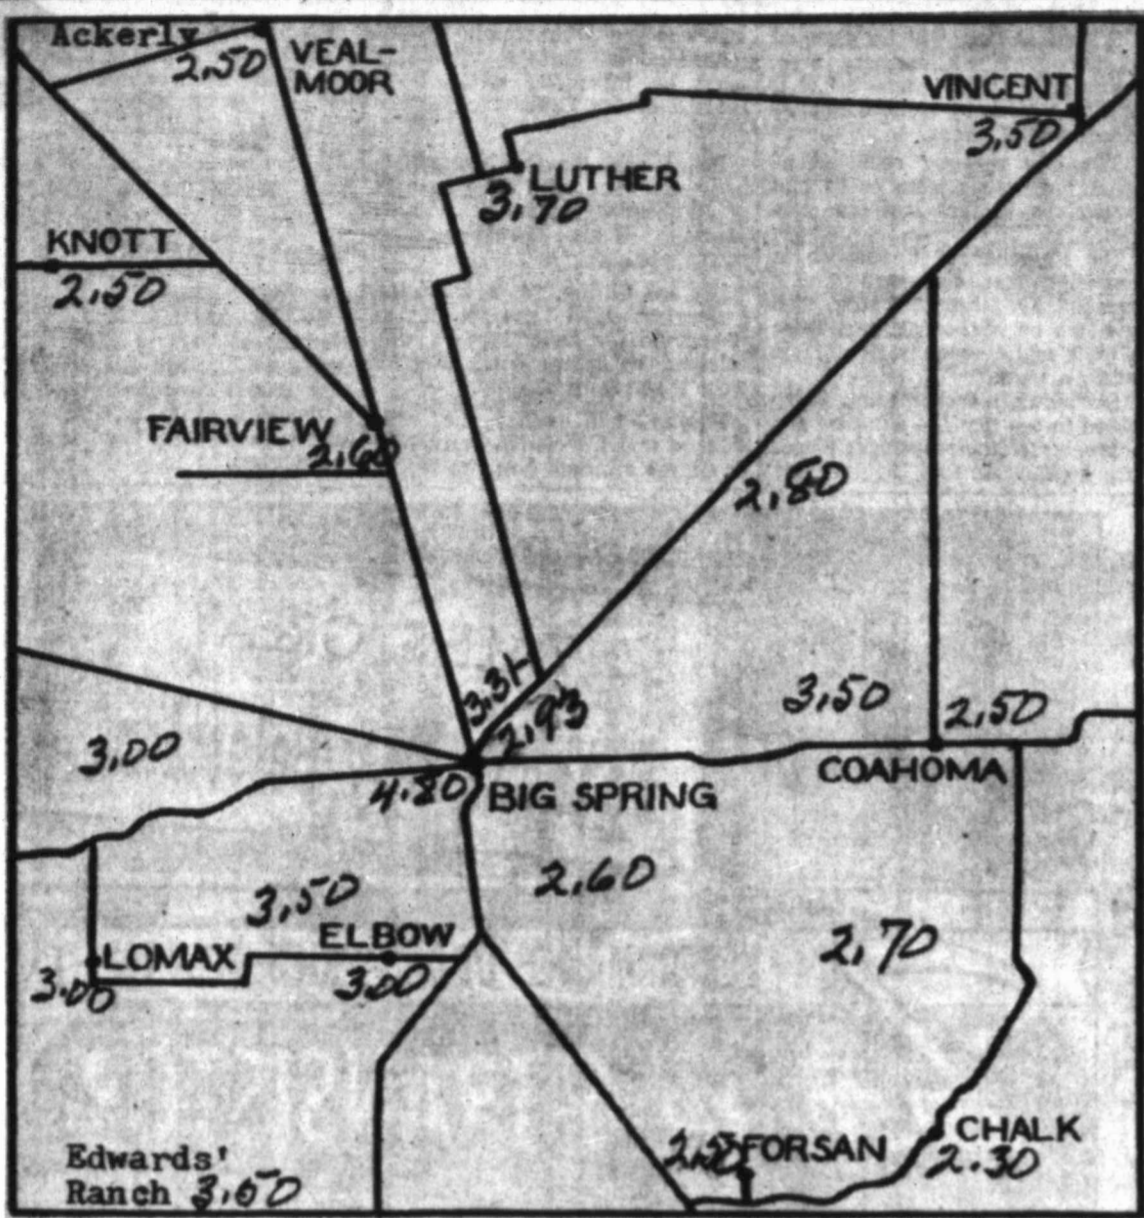 Ackerly
2.50
VEAL-
MOOR
VINCENT
3.50
LUTHER
3.70
KNOTT
2.50
FAIRVIEW
2.60
2.80
3.31
2.93
3.50
2.50
3.00
COAHOMA
4.80
BIG SPRING
2.60
3.50
2.70
ELBOW
LOMAX
3.00
3.00
CHALK
FORSAN
2.30
Edwards'
Ranch